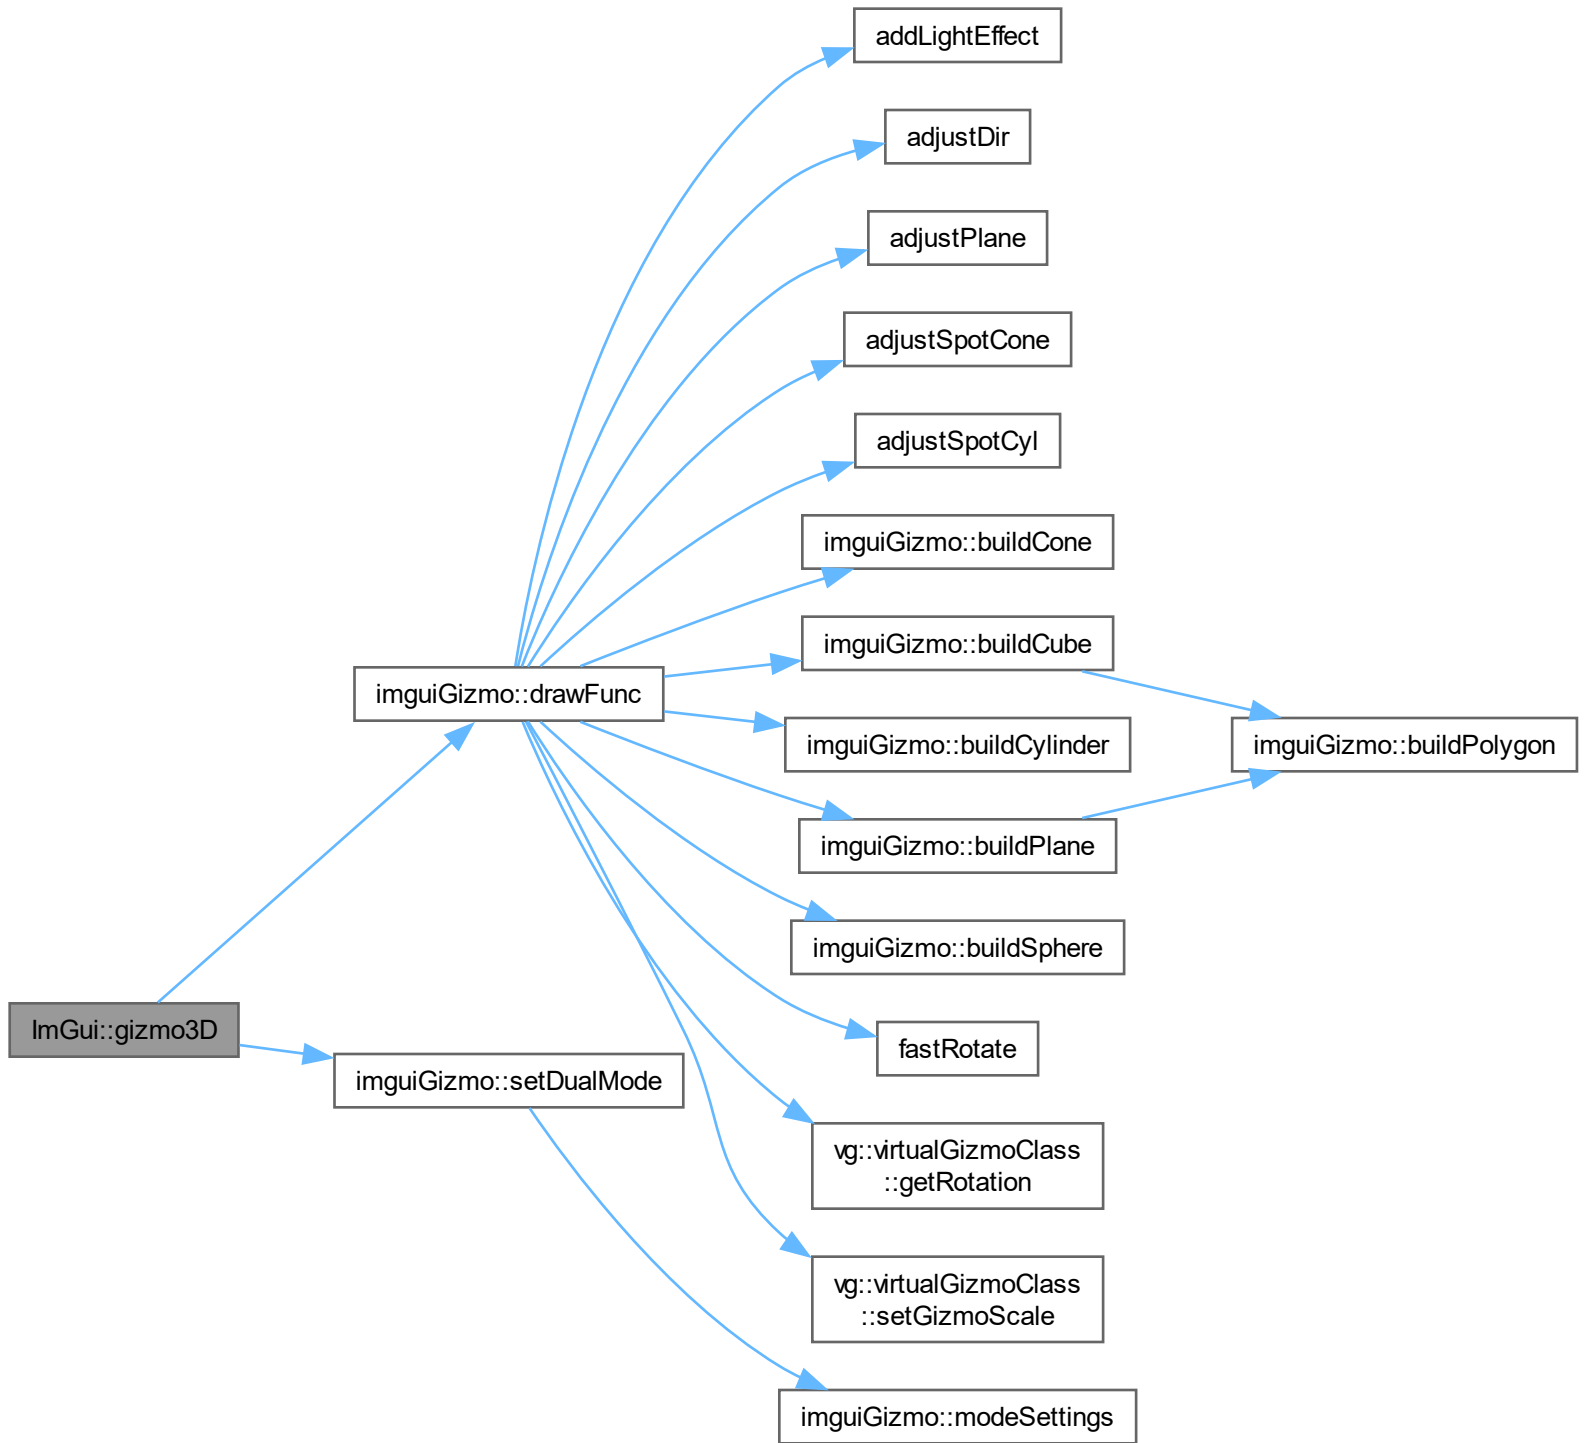 addLightEffect
adjustDir
adjustPlane
adjustSpotCone
adjustSpotCyl
imguiGizmo::buildCone
imguiGizmo::buildCube
imguiGizmo::drawFunc
imguiGizmo::buildCylinder
imguiGizmo::buildPolygon
imguiGizmo::buildPlane
imguiGizmo::buildSphere
ImGui::gizmo3D
fastRotate
imguiGizmo::setDualMode
vg::virtualGizmoClass
::getRotation
vg::virtualGizmoClass
::setGizmoScale
imguiGizmo::modeSettings